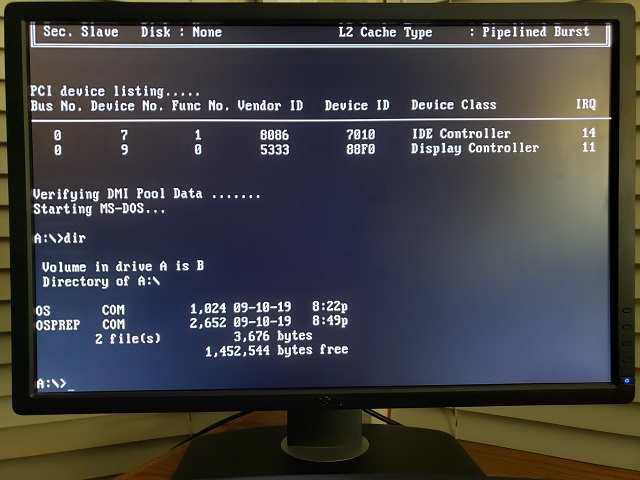 Sec. Slave Disk : None L2 Cache Type : Pipelined Burst
PCI device listing.....
Bus No. Device No. Func No. Vendor ID Device ID Device Class IRQ
0 7 1 8086 7010 IDE Controller 14
0 9 0 5333 88F0 Display Controller 11
Verifying DMI Pool Data .......
Starting MS-DOS...
A:\>dir
Volume in drive A is B
Directory of A:\
OS COM 1,024 09-10-19 8:22p
OSPREP COM 2,652 09-10-19 8:49p
2 file(s) 3,676 bytes
1,452,544 bytes free
A:\>_